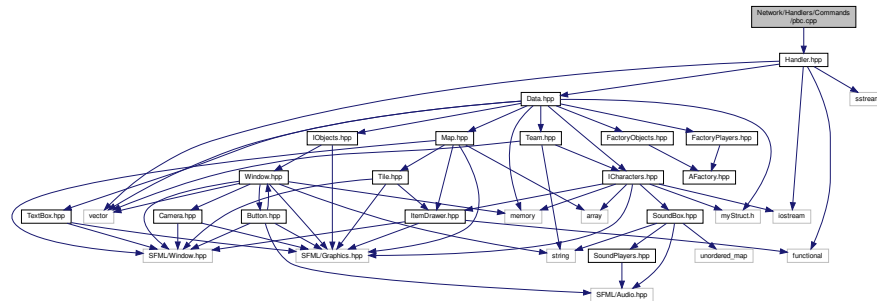 Network/Handlers/Commands
/pbc.cpp
Handler.hpp
Data.hpp
sstream
IObjects.hpp
Map.hpp
Team.hpp
FactoryObjects.hpp
FactoryPlayers.hpp
Window.hpp
Tile.hpp
ICharacters.hpp
AFactory.hpp
TextBox.hpp
vector
Camera.hpp
Button.hpp
ItemDrawer.hpp
memory
array
SoundBox.hpp
myStruct.h
iostream
SFML/Window.hpp
SFML/Graphics.hpp
string
SoundPlayers.hpp
unordered_map
functional
SFML/Audio.hpp